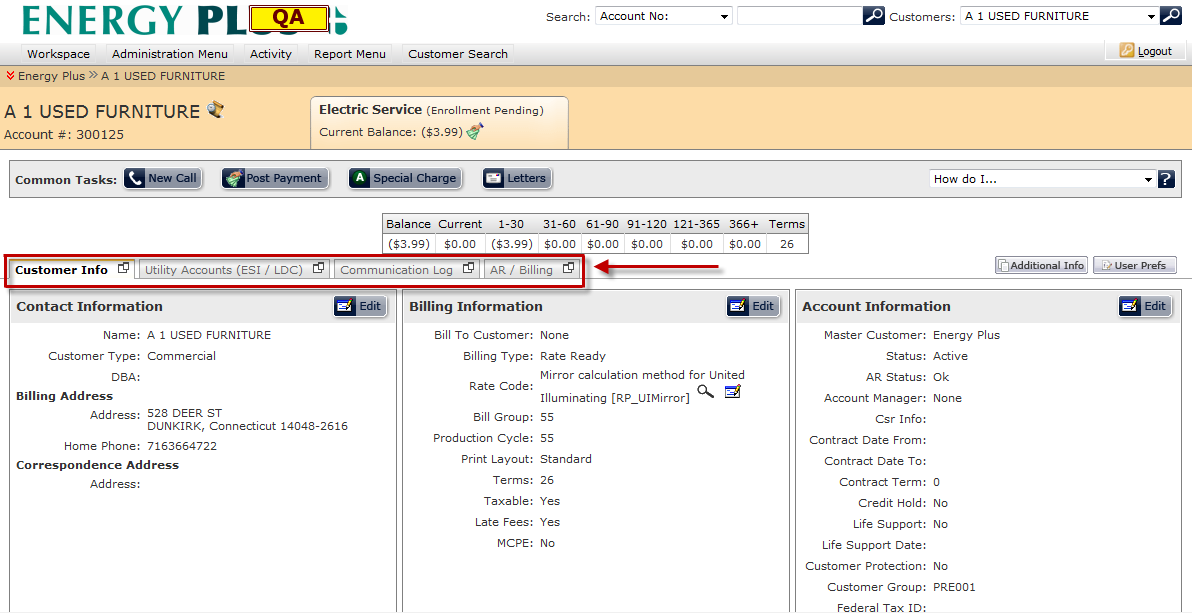 ENERGY PL QA
Search: Account No: Customers: A 1 USED FURNITURE
Workspace Administration Menu Activity Report Menu Customer Search Logout
Energy Plus » A 1 USED FURNITURE
A 1 USED FURNITURE
Account #: 300125
Electric Service (Enrollment Pending)
Current Balance: ($3.99)
Common Tasks: New Call Post Payment A Special Charge Letters How do I... ?
Balance Current 1-30 31-60 61-90 91-120 121-365 366+ Terms
($3.99) $0.00 ($3.99) $0.00 $0.00 $0.00 $0.00 $0.00 26
Customer Info Utility Accounts (ESI / LDC) Communication Log AR / Billing Additional Info User Prefs
Contact Information Edit
Name: A 1 USED FURNITURE
Customer Type: Commercial
DBA:
Billing Address
Address: 528 DEER ST
DUNKIRK, Connecticut 14048-2616
Home Phone: 7163664722
Correspondence Address
Address:
Billing Information Edit
Bill To Customer: None
Billing Type: Rate Ready
Rate Code: Mirror calculation method for United
Illuminating [RP_UIMirror]
Bill Group: 55
Production Cycle: 55
Print Layout: Standard
Terms: 26
Taxable: Yes
Late Fees: Yes
MCPE: No
Account Information Edit
Master Customer: Energy Plus
Status: Active
AR Status: Ok
Account Manager: None
Csr Info:
Contract Date From:
Contract Date To:
Contract Term: 0
Credit Hold: No
Life Support: No
Life Support Date:
Customer Protection: No
Customer Group: PRE001
Federal Tax ID: